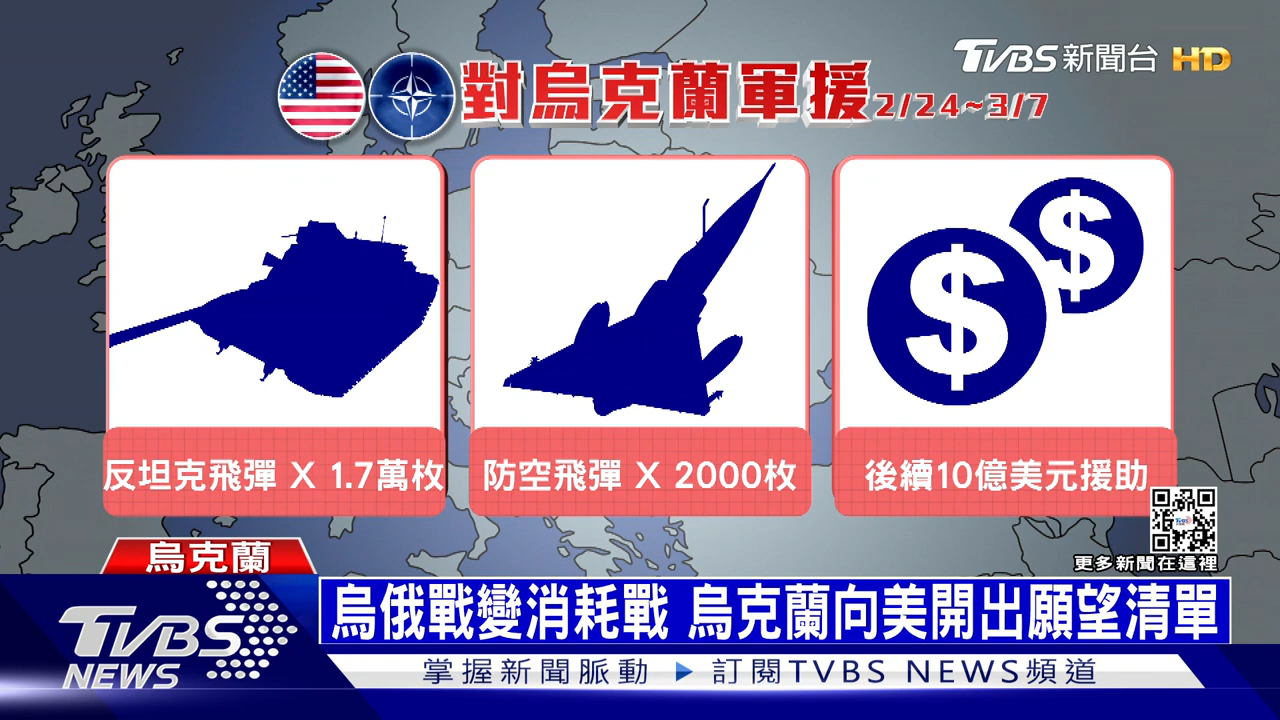 TVBS新聞台 HD
對烏克蘭軍援2/24~3/7
反坦克飛彈 X 1.7萬枚
防空飛彈 X 2000枚
後續10億美元援助
更多新聞在這裡
烏克蘭
烏俄戰變消耗戰 烏克蘭向美開出願望清單
TVBS NEWS
掌握新聞脈動 ▶ 訂閱TVBS NEWS頻道